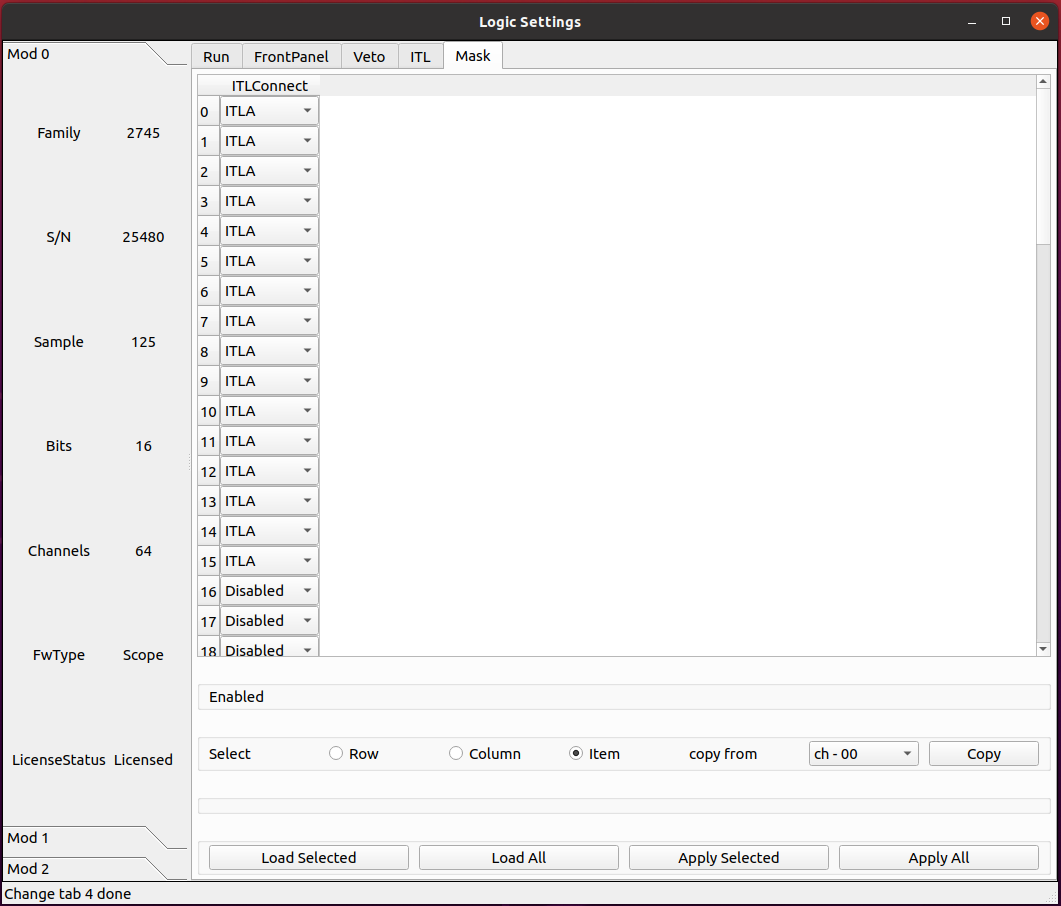 Logic Settings
Mod 0
Run FrontPanel Veto ITL Mask
ITLConnect
0 ITLA
1 ITLA
2 ITLA
3 ITLA
4 ITLA
5 ITLA
6 ITLA
7 ITLA
8 ITLA
9 ITLA
10 ITLA
11 ITLA
12 ITLA
13 ITLA
14 ITLA
15 ITLA
16 Disabled
17 Disabled
18 Disabled
Family 2745
S/N 25480
Sample 125
Bits 16
Channels 64
FwType Scope
LicenseStatus Licensed
Enabled
Select Row Column Item copy from ch - 00 Copy
Load Selected Load All Apply Selected Apply All
Mod 1
Mod 2
Change tab 4 done